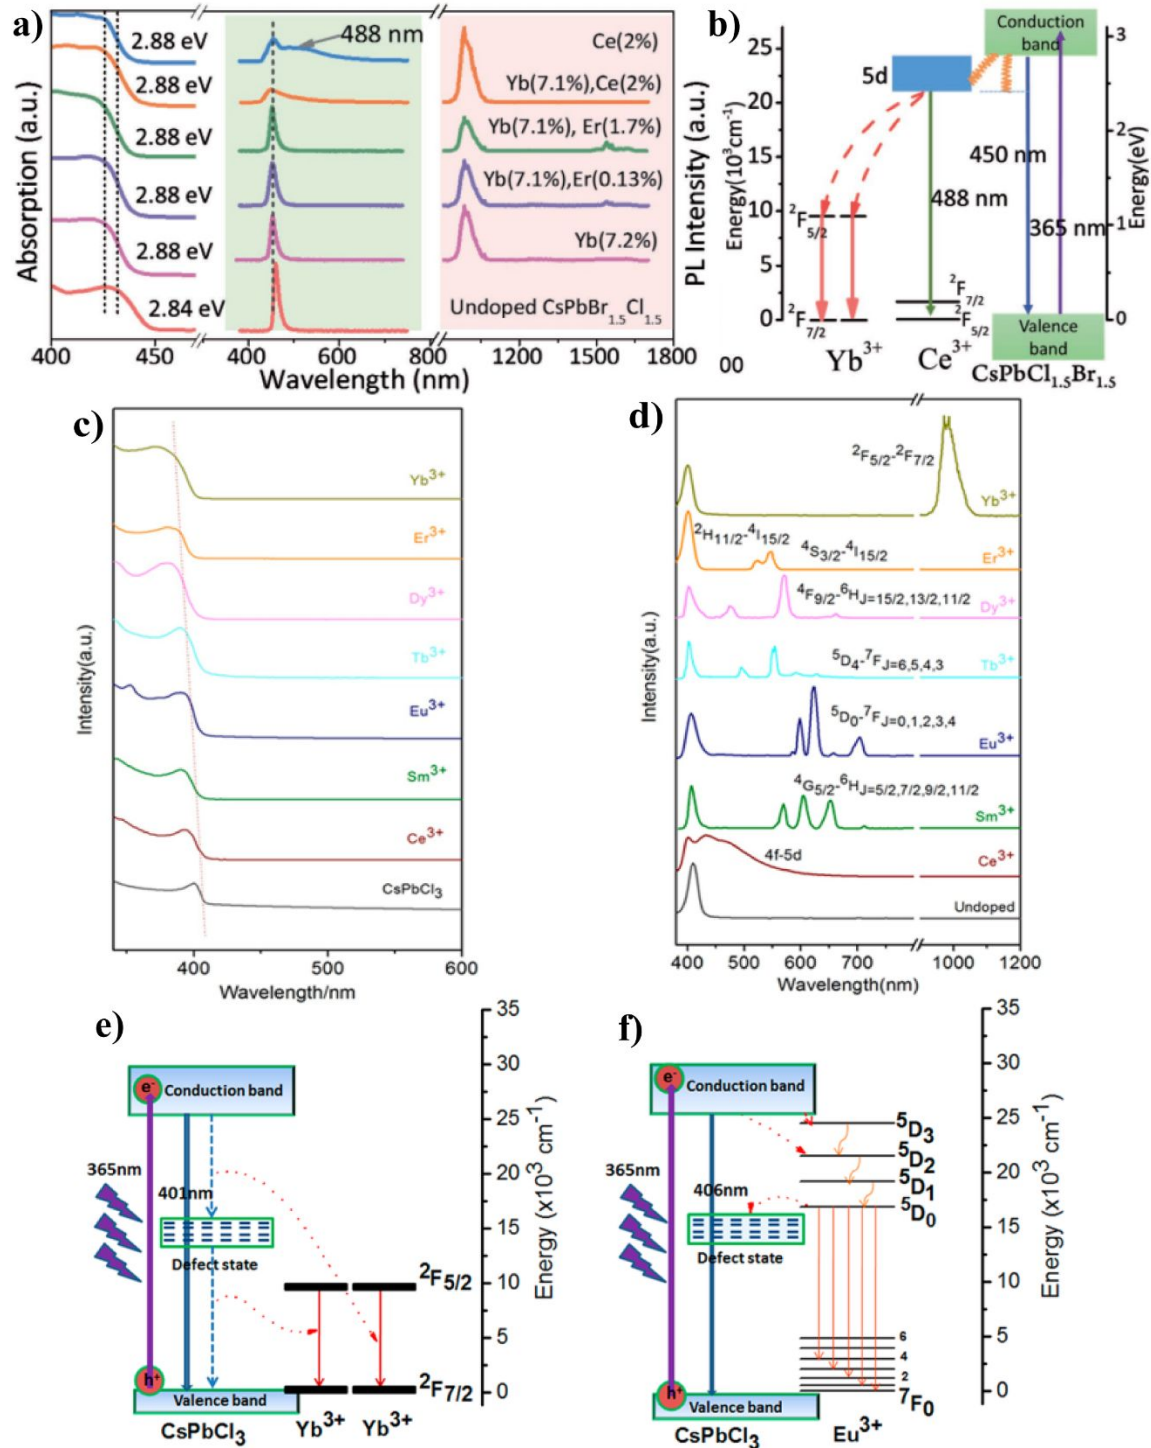 a)
Absorption (a.u.)
2.88 eV
2.88 eV
2.88 eV
2.88 eV
2.88 eV
2.84 eV
488 nm
Ce(2%)
Yb(7.1%),Ce(2%)
Yb(7.1%), Er(1.7%)
Yb(7.1%),Er(0.13%)
Yb(7.2%)
Undoped CsPbBr1.5Cl1.5
PL Intensity (a.u.)
400 450 400 600 800 1200 1500 1800
Wavelength (nm)
b)
Energy(10³cm⁻¹)
25
20
15
10
5
0
00
5d
Conduction band
450 nm
488 nm
365 nm
²F5/2
²F7/2
²F7/2
²F5/2
Valence band
Yb³⁺
Ce³⁺
CsPbCl1.5Br1.5
3
2
1
0
Energy(eV)
c)
Intensity(a.u.)
Yb³⁺
Er³⁺
Dy³⁺
Tb³⁺
Eu³⁺
Sm³⁺
Ce³⁺
CsPbCl₃
400 500 600
Wavelength/nm
d)
Intensity(a.u.)
²F5/2-²F7/2
Yb³⁺
²H11/2-⁴I15/2
⁴S3/2-⁴I15/2
Er³⁺
⁴F9/2-⁶HJ=15/2,13/2,11/2
Dy³⁺
⁵D4-⁷FJ=6,5,4,3
Tb³⁺
⁵D0-⁷FJ=0,1,2,3,4
Eu³⁺
⁴G5/2-⁶HJ=5/2,7/2,9/2,11/2
Sm³⁺
4f-5d
Ce³⁺
Undoped
400 500 600 700 1000 1200
Wavelength(nm)
e)
e⁻
Conduction band
365nm
401nm
Defect state
h⁺
Valence band
CsPbCl₃
Yb³⁺
Yb³⁺
²F5/2
²F7/2
35
30
25
20
15
10
5
0
Energy (x10³ cm⁻¹)
f)
e⁻
Conduction band
365nm
406nm
Defect state
h⁺
Valence band
CsPbCl₃
Eu³⁺
⁵D₃
⁵D₂
⁵D₁
⁵D₀
6
4
2
⁷F₀
35
30
25
20
15
10
5
0
Energy (x10³ cm⁻¹)